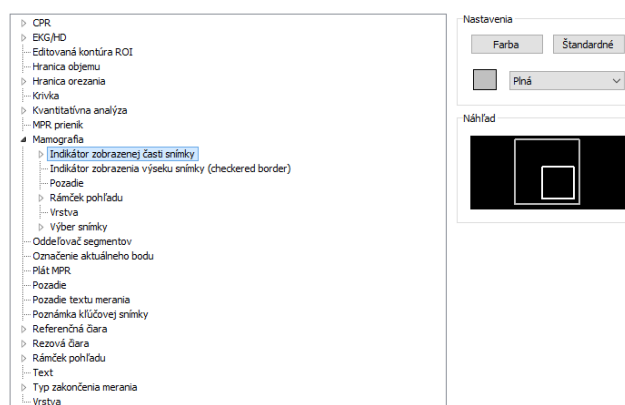 CPR
EKG/HD
Editovaná kontúra ROI
Hranica objemu
Hranica orezania
Krivka
Kvantitatívna analýza
MPR prienik
Mamografia
Indikátor zobrazenej časti snímky
Indikátor zobrazenia výseku snímky (checkered border)
Pozadie
Rámček pohľadu
Vrstva
Výber snímky
Oddeľovač segmentov
Označenie aktuálneho bodu
Plát MPR
Pozadie
Pozadie textu merania
Poznámka kľúčovej snímky
Referenčná čiara
Rezová čiara
Rámček pohľadu
Text
Typ zakončenia merania
Vrstva
Nastavenia
Farba
Štandardné
Plná
Náhľad